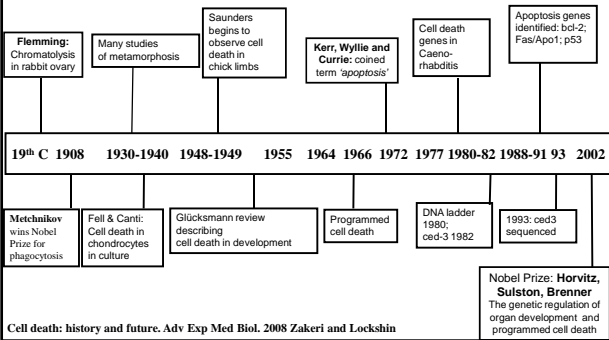 Flemming:
Chromatolysis
in rabbit ovary
Many studies
of metamorphosis
Saunders
begins to
observe cell
death in
chick limbs
Kerr, Wyllie and
Currie: coined
term 'apoptosis'
Cell death
genes in
Caeno-
rhabditis
Apoptosis genes
identified: bcl-2;
Fas/Apo1; p53
19th C 1908 1930-1940 1948-1949 1955 1964 1966 1972 1977 1980-82 1988-91 93 2002
Metchnikov
wins Nobel
Prize for
phagocytosis
Fell & Canti:
Cell death in
chondrocytes
in culture
Glücksmann review
describing
cell death in development
Programmed
cell death
DNA ladder
1980;
ced-3 1982
1993: ced3
sequenced
Nobel Prize: Horvitz,
Sulston, Brenner
The genetic regulation of
organ development and
programmed cell death
Cell death: history and future. Adv Exp Med Biol. 2008 Zakeri and Lockshin